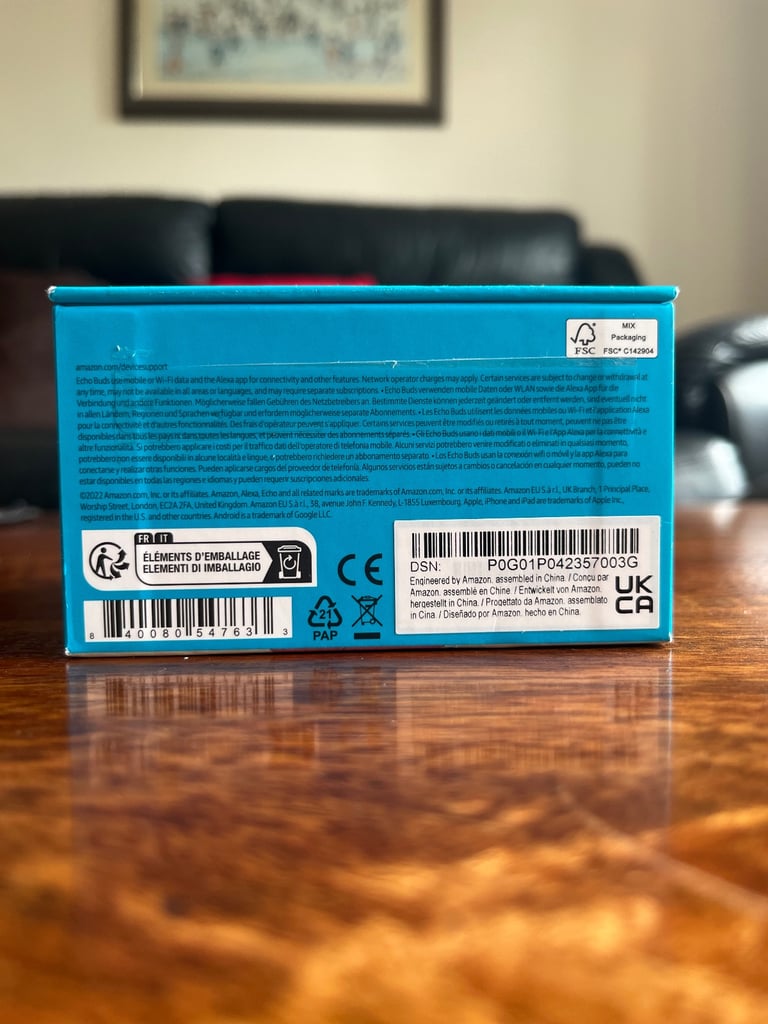 MIX
Packaging
FSC® C142904
FSC
amazon.com/devicesupport
Echo Buds use mobile or Wi-Fi data and the Alexa app for connectivity and other features. Network operator charges may apply. Certain services are subject to change or withdrawal at
any time, may not be available in all areas or languages, and may require subscriptions. • Echo Buds verwenden mobile Daten oder WLAN sowie die Alexa App für die
Verbindung und andere Funktionen. Möglicherweise fallen Gebühren des Netzbetreibers an. Bestimmte Dienste können jederzeit geändert oder entfernt werden, sind eventuell nicht
in allen Ländern, Regionen und Sprachen verfügbar und erfordern möglicherweise separate Abonnements. • Les Echo Buds utilisent les données mobiles ou Wi-Fi et l'application Alexa
pour la connectivité et d'autres fonctionnalités. Des frais d'opérateur peuvent s'appliquer. Certains services peuvent être modifiés ou retirés à tout moment, peuvent ne pas être
disponibles dans tous les pays ni dans toutes les langues, et peuvent nécessiter des abonnements séparés. • Gli Echo Buds usano i dati mobili o il Wi-Fi e l'App Alexa per la connettività e
altre funzionalità. Si potrebbero applicare i costi per il traffico dati dell'operatore di telefonia mobile. Alcuni servizi potrebbero venire modificati o eliminati in qualsiasi momento,
potrebbero non essere disponibili in alcune località e lingue, e potrebbero richiedere un abbonamento separato. • Los Echo Buds usan la conexión wifi o móvil y la app Alexa para
conectarse y realizar otras funciones. Pueden aplicarse cargos del proveedor de telefonía. Algunos servicios están sujetos a cambios o cancelación en cualquier momento, pueden no
estar disponibles en todas las regiones e idiomas y pueden requerir suscripciones adicionales.
©2022 Amazon.com, Inc. or its affiliates. Amazon, Alexa, Echo and all related marks are trademarks of Amazon.com, Inc. or its affiliates. Amazon EU S.à r.l., UK Branch, 1 Principal Place,
Worship Street, London, EC2A 2FA, United Kingdom. Amazon EU S.à r.l., 38, avenue John F. Kennedy, L-1855 Luxembourg. Apple, iPhone and iPad are trademarks of Apple Inc.,
registered in the U.S. and other countries. Android is a trademark of Google LLC.
FR IT
ÉLÉMENTS D'EMBALLAGE
ELEMENTI DI IMBALLAGIO
CE
8 40080 54763 3
21
PAP
DSN: P0G01P042357003G
Engineered by Amazon, assembled in China. / Conçu par
Amazon, assemblé en Chine. / Entwickelt von Amazon,
hergestellt in China. / Progettato da Amazon, assemblato
in Cina. / Diseñado por Amazon, hecho en China.
UK
CA